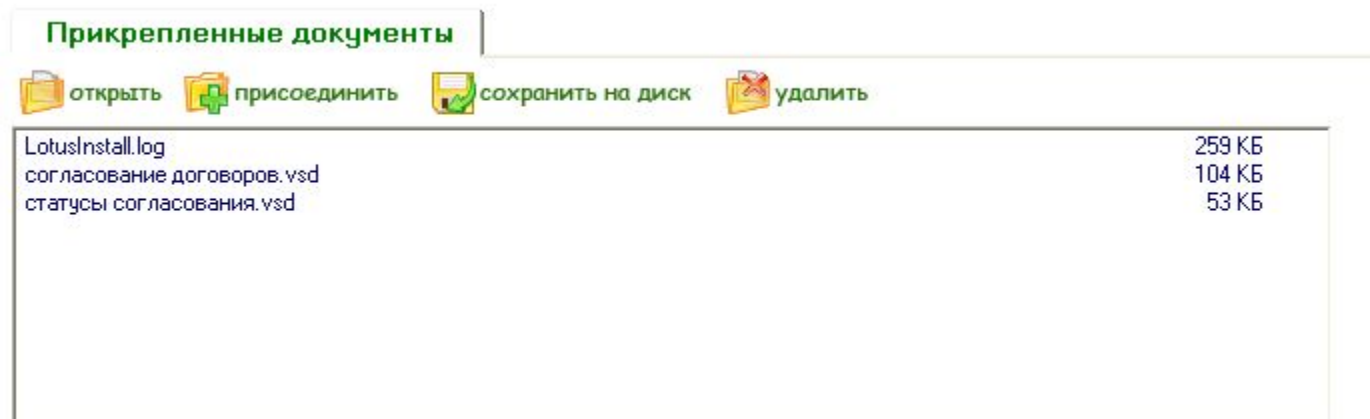 Прикрепленные документы
открыть присоединить сохранить на диск удалить
LotusInstall.log 259 КБ
согласование договоров.vsd 104 КБ
статусы согласования.vsd 53 КБ